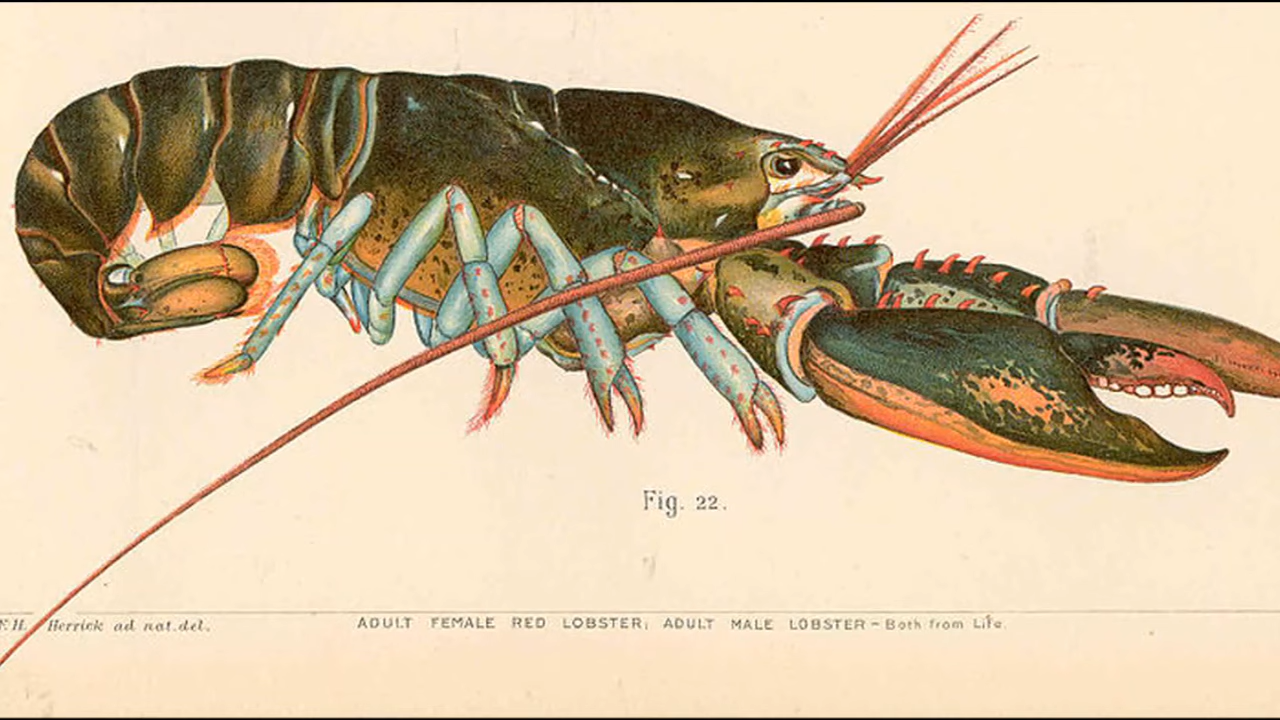 Fig. 22.
F.H. Herrick ad nat.del.
ADULT FEMALE RED LOBSTER; ADULT MALE LOBSTER – Both from Life.